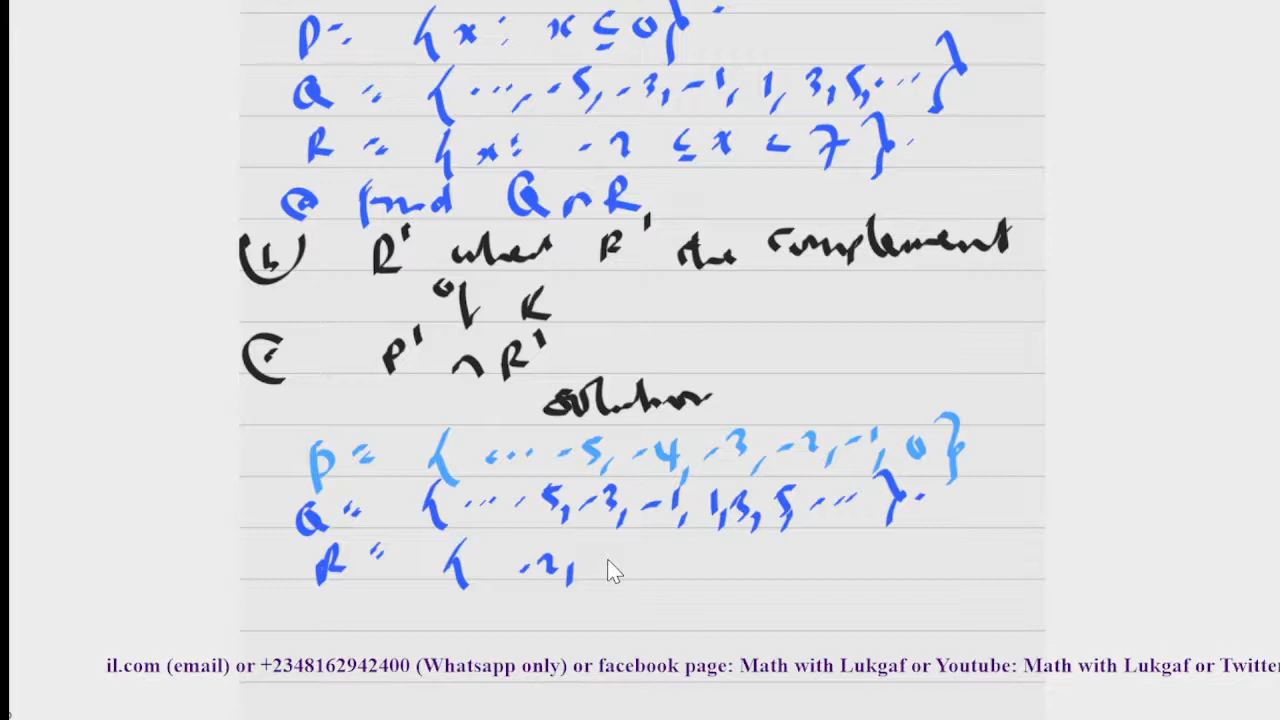 P = {x : x ≤ 0}.
Q = {..., -5, -3, -1, 1, 3, 5, ...}
R = {x : -2 ≤ x < 7}.
(a) find Q ∩ R
(b) R' where R' the complement
of R
(c) P' ∩ R'
solution
P = {... -5, -4, -3, -2, -1, 0}
Q = {... 5, -3, -1, 1, 3, 5, ...}.
R = { -2,
il.com (email) or +2348162942400 (Whatsapp only) or facebook page: Math with Lukgaf or Youtube: Math with Lukgaf or Twitter